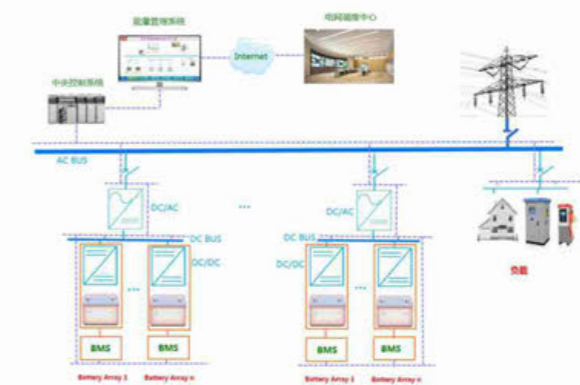 能量管理系统
电网调度中心
Internet
中央控制系统
AC BUS
DC/AC
...
DC/AC
DC BUS
DC BUS
DC/DC
DC/DC
...
...
负载
BMS
BMS
BMS
BMS
Battery Array 1
Battery Array n
Battery Array 1
Battery Array n